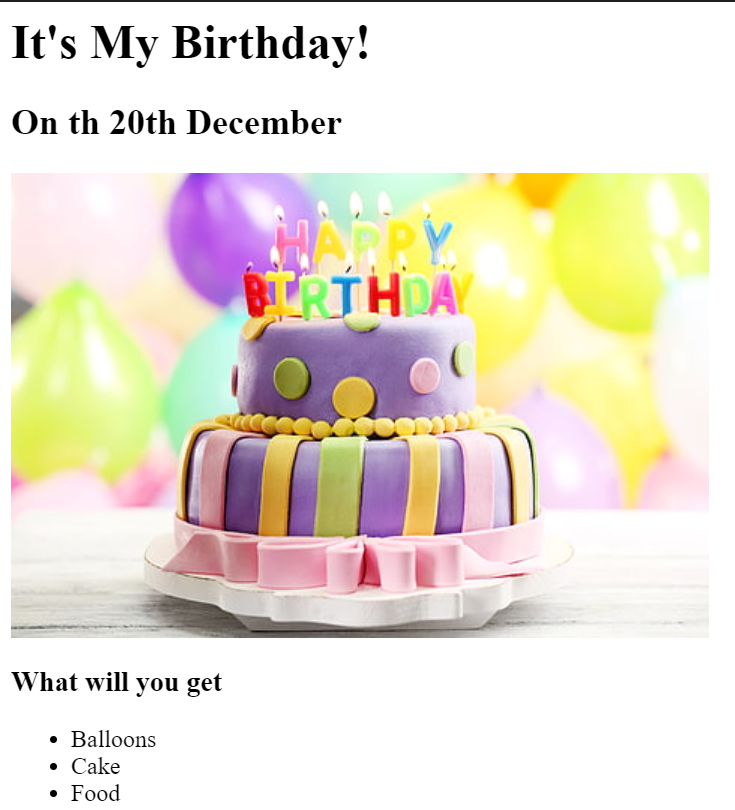 It's My Birthday!
On th 20th December
HAPPY
BIRTHDAY
What will you get
Balloons
Cake
Food